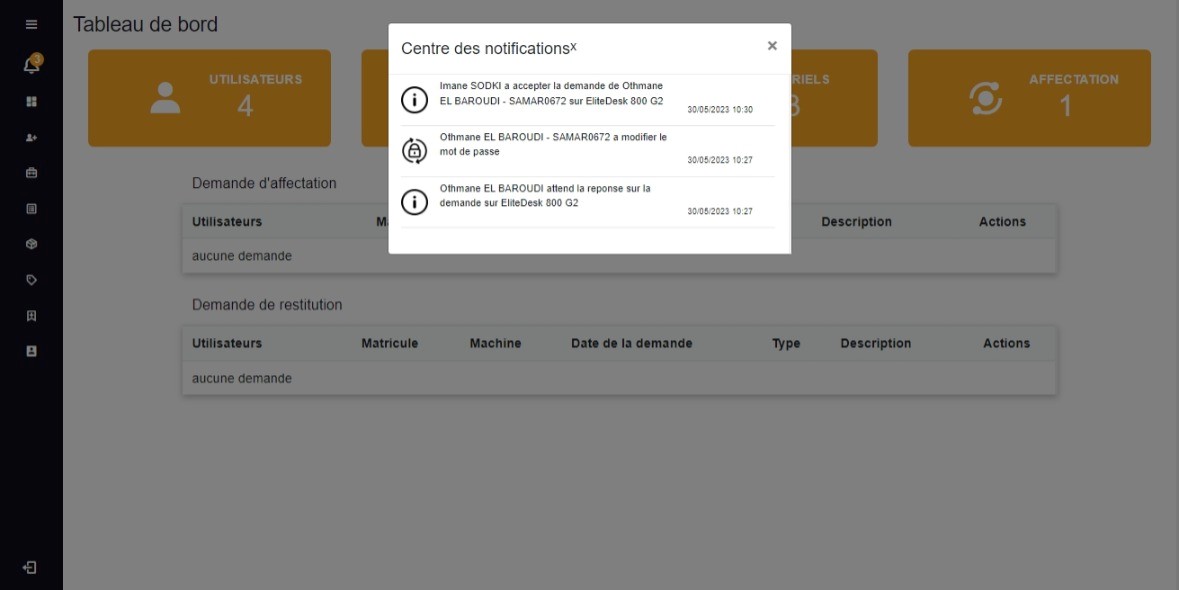 Tableau de bord
3
UTILISATEURS
4
RIELS
3
AFFECTATION
1
Centre des notificationsx
×
Imane SODKI a accepter la demande de Othmane
EL BAROUDI - SAMAR0672 sur EliteDesk 800 G2
30/05/2023 10:30
Othmane EL BAROUDI - SAMAR0672 a modifier le
mot de passe
30/05/2023 10:27
Othmane EL BAROUDI attend la reponse sur la
demande sur EliteDesk 800 G2
30/05/2023 10:27
Demande d'affectation
Utilisateurs Ma Description Actions
aucune demande
Demande de restitution
Utilisateurs Matricule Machine Date de la demande Type Description Actions
aucune demande